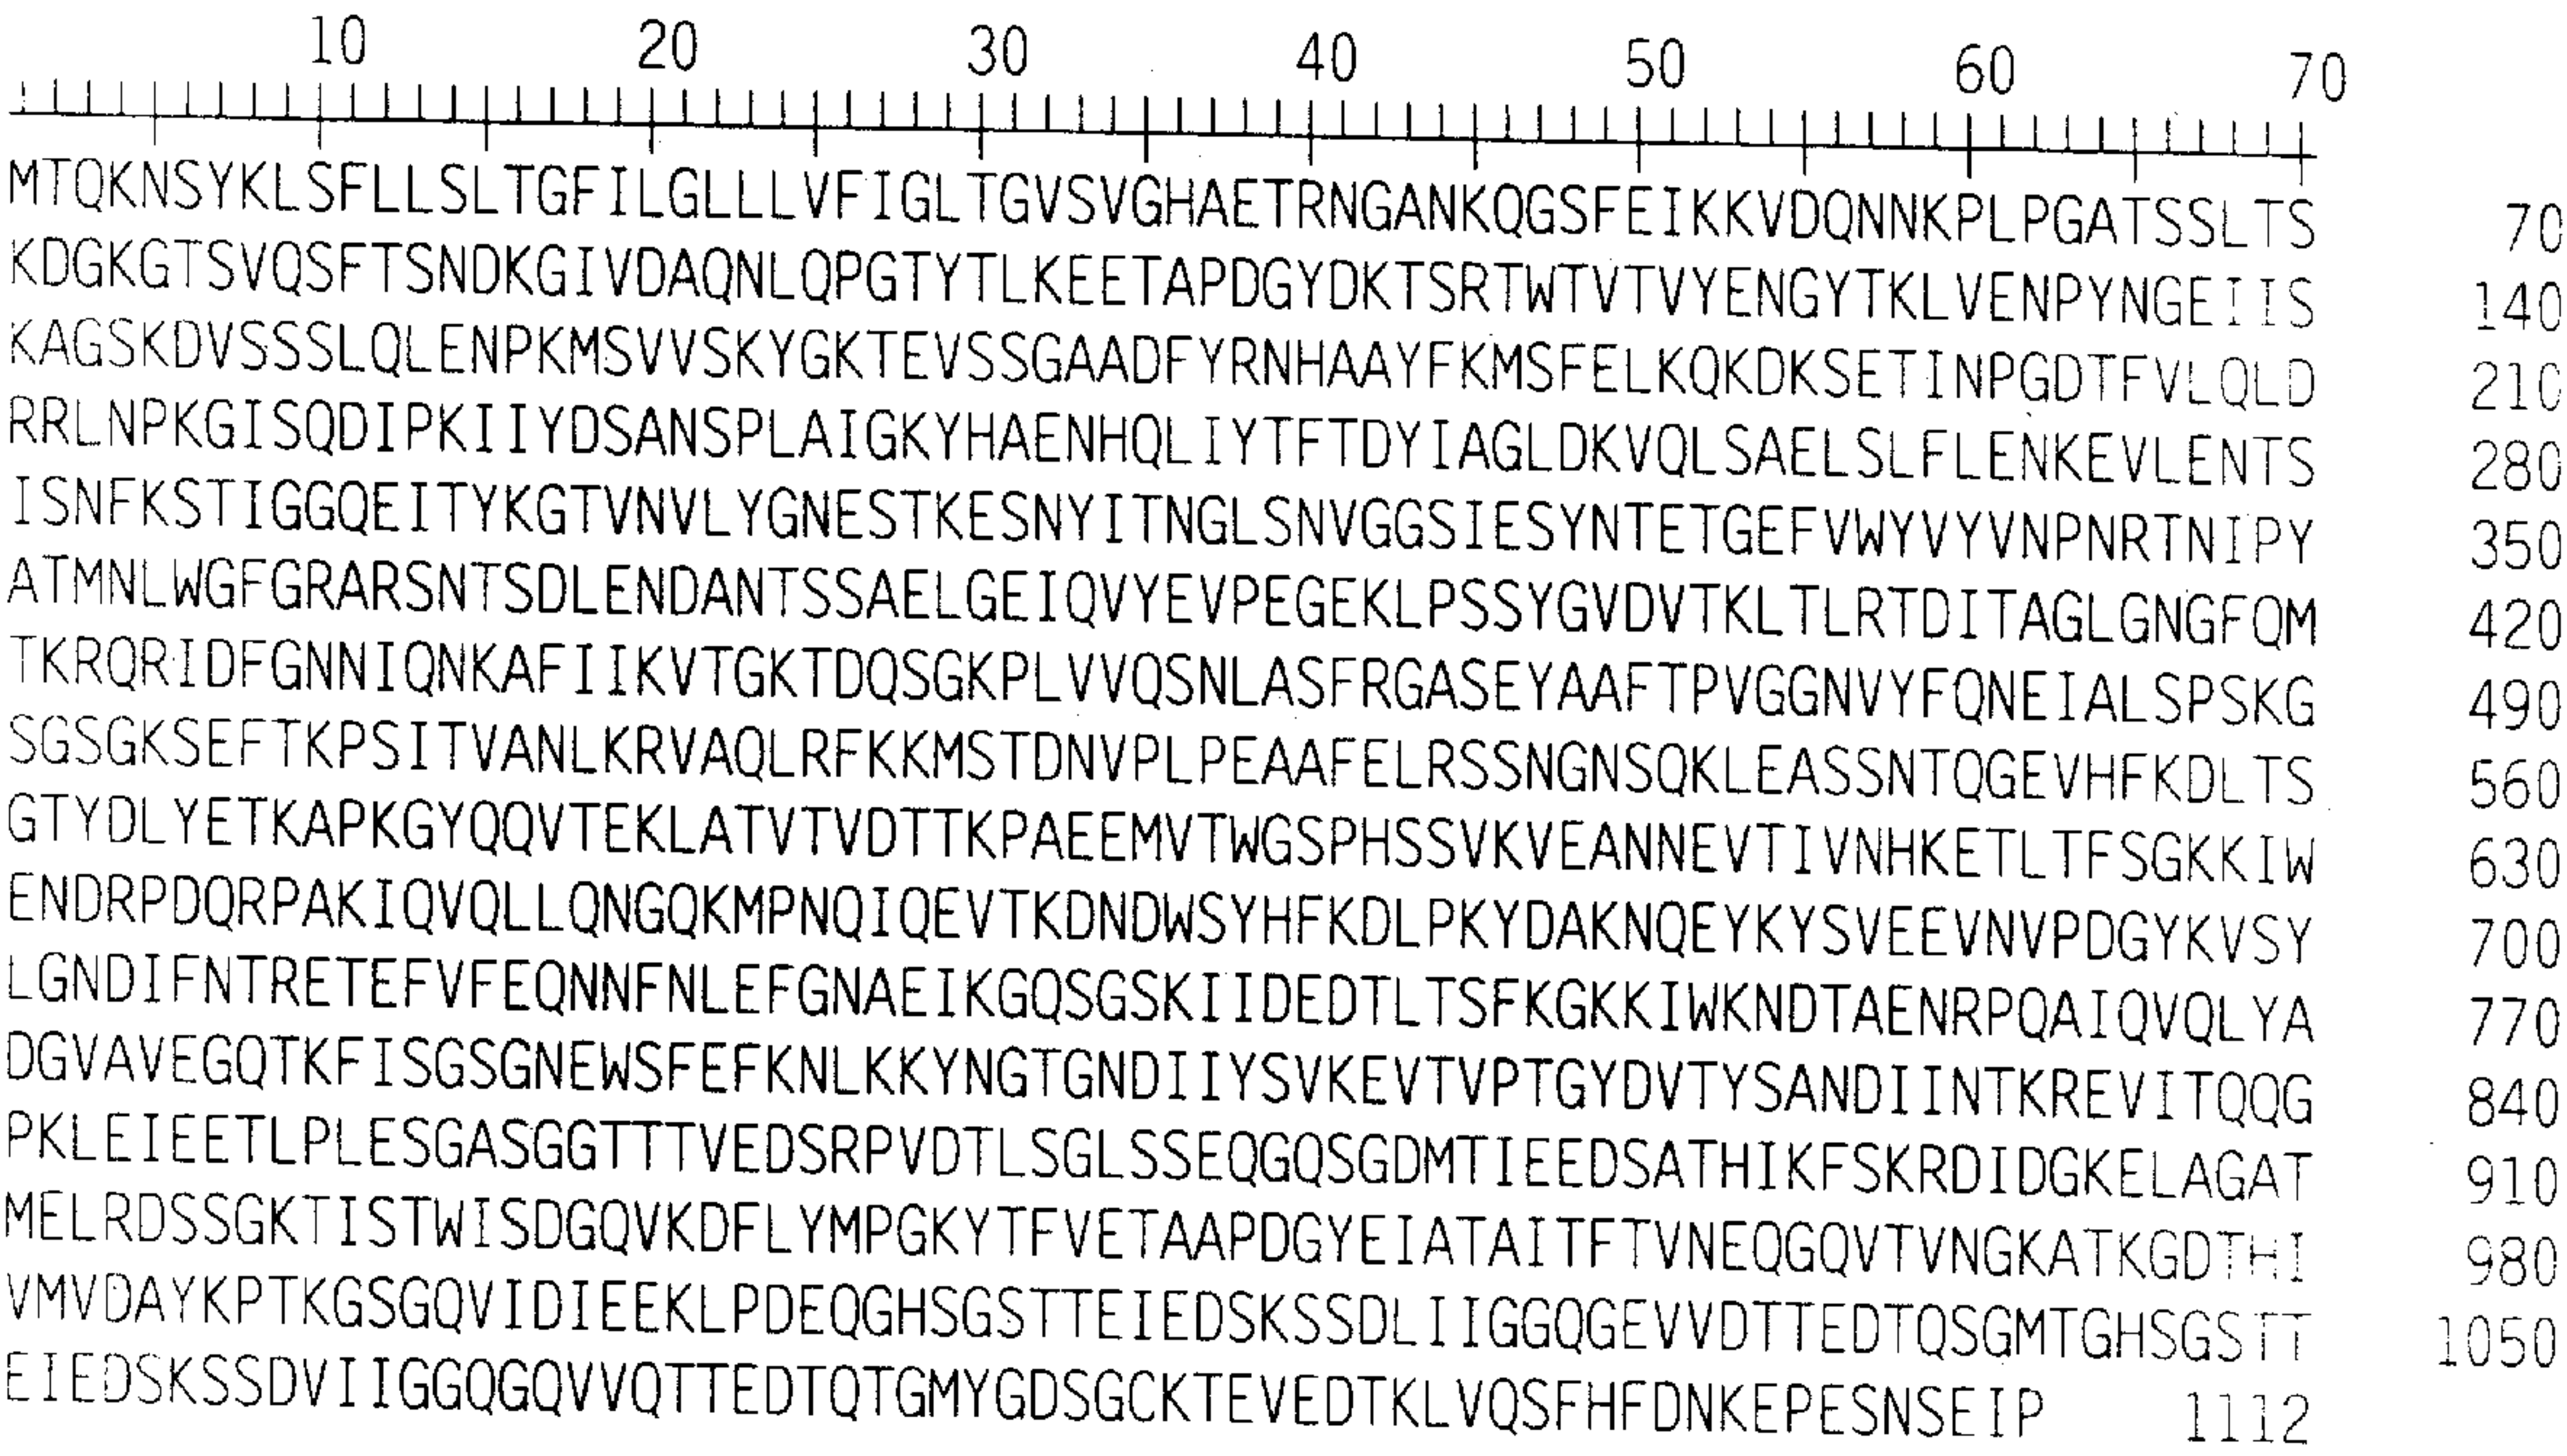 10 20 30 40 50 60 70
MTQKNSYKLSFLLSLTGFILGLLLLVFIGLTGVSVGHAETRNGANKQGSFEIKKVDQNNKPLPGATSSLTS 70
KDGKGTSVQSFTSNDKGIVDAQNLQPGTYTLKEETAPDGYDKTSRTWTVTVYENGYTKLVENPYNGEIIS 140
KAGSKDVSSSLQLENPKMSVVSKYGKTEVSSGAADFYRNHAAYFKMSFELKQKDKSETINPGDTFVLQLD 210
RRLNPKGISQDIPKIIYDSANSPLAIGKYHAENHQLIYTFTDYIAGLDKVQLSAELSLFLENKEVLENTS 280
ISNFKSTIGGQEITYKGTVNVLYGNESTKESNYITNGLSNVGGSIESYNTETGEFVWYVYVNPNRTNIPY 350
ATMNLWGFGRARSNTSDLENDANTSSAELGEIQVYEVPEGEKLPSSYGVDVTKLTLRTDITAGLGNGFQM 420
TKRQRIDFGNNIQNKAFIIKVTGKTDQSGKPLVVQSNLASFRGASEYAAFTPVGGNVYFQNEIALSPSKG 490
SGSGKSEFTKPSITVANLKRVAQLRFKKMSTDNVPLPEAAFELRSSNGNSQKLEASSNTQGEVHFKDLTS 560
GTYDLYETKAPKGYQQVTEKLATVTVDTTKPAEEMVTWGSPHSSVKVEANNEVTIVNHKETLTFSGKKIW 630
ENDRPDQRPAKIQVQLLQNGQKMPNQIQEVTKDNDWSYHFKDLPKYDAKNQEYKYSVEEVNVPDGYKVSY 700
LGNDIFNTRETEFVFEQNNFNLEFGNAEIKGQSGSKIIDEDTLTSFKGKKIWKNDTAENRPQAIQVQLYA 770
DGVAVEGQTKFISGSGNEWSFEFKNLKKYNGTGNDIIYSVKEVTVPTGYDVTYSANDIINTKREVITQQG 840
PKLEIEETLPLESGASGGTTTVEDSRPVDTLSGLSSEQGQSGDMTIEEDSATHIKFSKRDIDGKELAGAT 910
MELRDSSGKTISTWISDGQVKDFLYMPGKYTFVETAAPDGYEIATAITFTVNEQGQVTVNGKATKGDTHI 980
VMVDAYKPTKGSGQVIDIEEKLPDEQGHSGSTTEIEDSKSSDLIIGGQGEVVDTTEDTQSGMTGHSGSTT 1050
EIEDSKSSDVIIGGQGQVVQTTEDTQTGMYGDSGCKTEVEDTKLVQSFHFDNKEPESNSEIP 1112